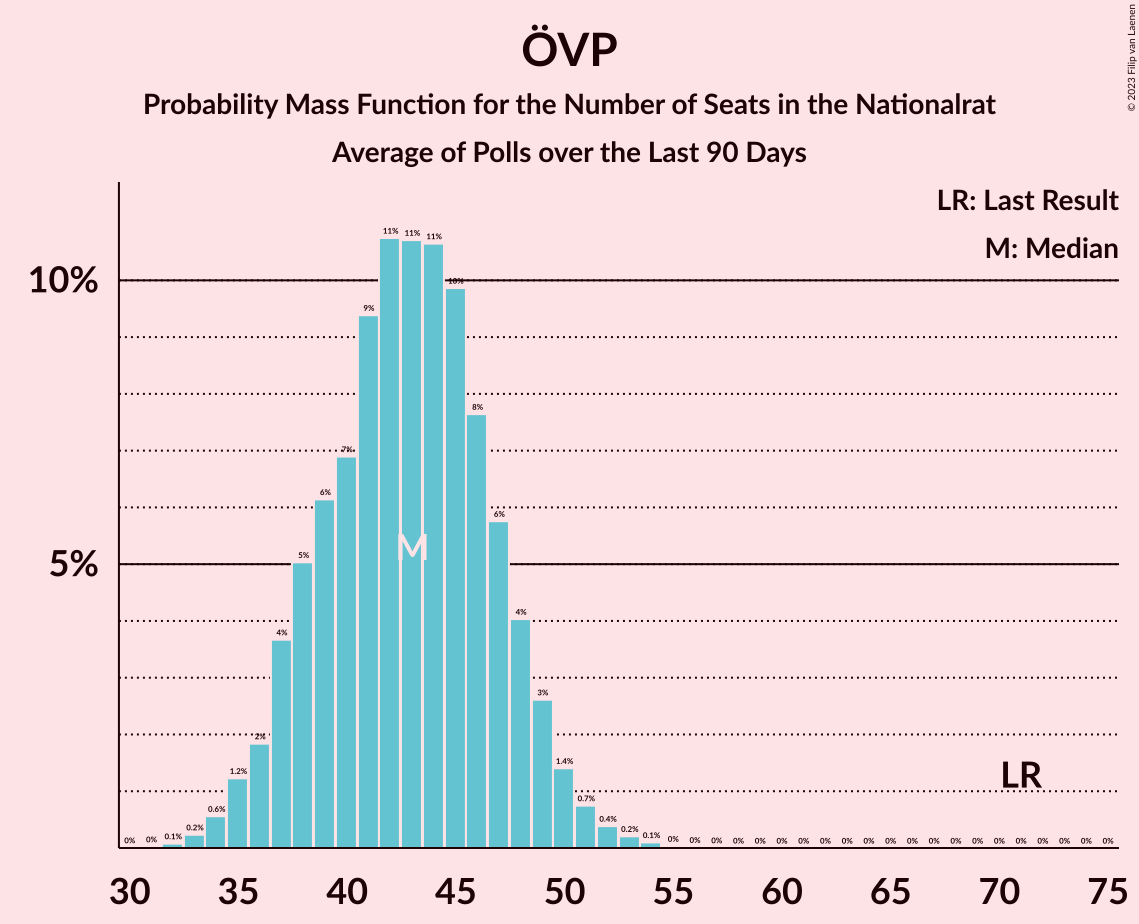 ÖVP
Probability Mass Function for the Number of Seats in the Nationalrat
Average of Polls over the Last 90 Days
© 2023 Filip van Laenen
LR: Last Result
M: Median
10%
5%
0% 0% 0.1% 0.2% 0.6% 1.2% 2% 4% 5% 6% 7% 9% 11% 11% 11% 10% 8% 6% 4% 3% 1.4% 0.7% 0.4% 0.2% 0.1% 0% 0% 0% 0% 0% 0% 0% 0% 0% 0% 0% 0% 0% 0% 0% 0% 0% 0% 0% 0% 0%
M
LR
30 35 40 45 50 55 60 65 70 75